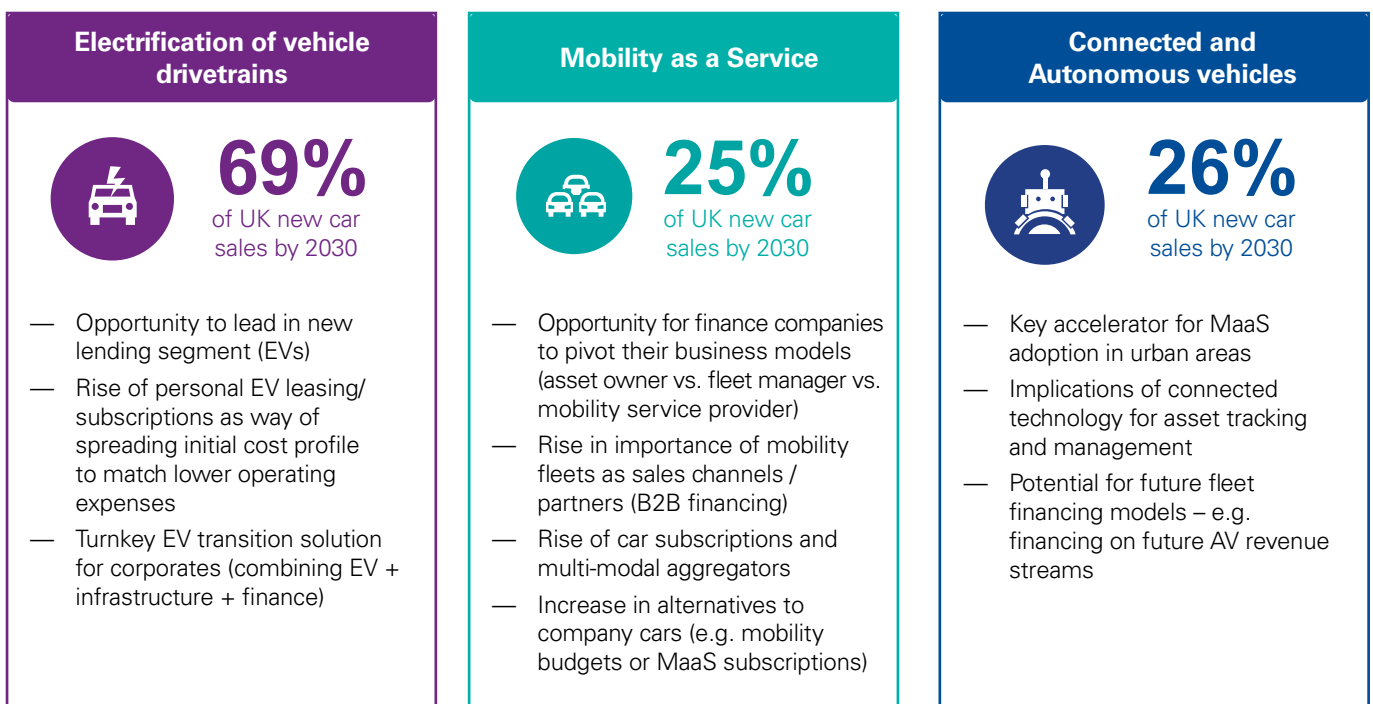 Electrification of vehicle
drivetrains
69%
of UK new car
sales by 2030
— Opportunity to lead in new
lending segment (EVs)
— Rise of personal EV leasing/
subscriptions as way of
spreading initial cost profile
to match lower operating
expenses
— Turnkey EV transition solution
for corporates (combining EV +
infrastructure + finance)
Mobility as a Service
25%
of UK new car
sales by 2030
— Opportunity for finance companies
to pivot their business models
(asset owner vs. fleet manager vs.
mobility service provider)
— Rise in importance of mobility
fleets as sales channels /
partners (B2B financing)
— Rise of car subscriptions and
multi-modal aggregators
— Increase in alternatives to
company cars (e.g. mobility
budgets or MaaS subscriptions)
Connected and
Autonomous vehicles
26%
of UK new car
sales by 2030
— Key accelerator for MaaS
adoption in urban areas
— Implications of connected
technology for asset tracking
and management
— Potential for future fleet
financing models – e.g.
financing on future AV revenue
streams